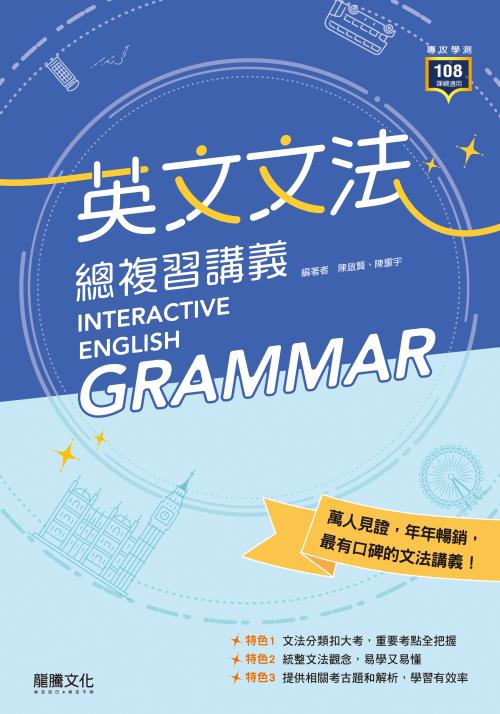 專攻學測
108
課綱適用
英文文法
總複習講義
編著者 陳啟賢、陳重宇
INTERACTIVE
ENGLISH
GRAMMAR
萬人見證，年年暢銷，
最有口碑的文法講義！
特色1 文法分類扣大考，重要考點全把握
特色2 統整文法觀念，易學又易懂
特色3 提供相關考古題和解析，學習有效率
龍騰文化